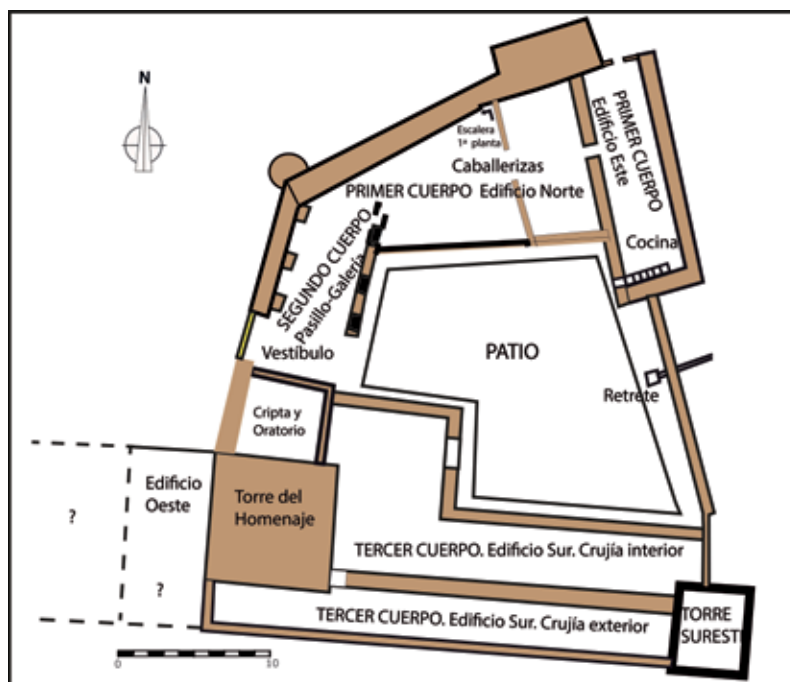 N
Escalera
1ª planta
PRIMER CUERPO
Edificio Este
Caballerizas
PRIMER CUERPO Edificio Norte
Cocina
SEGUNDO CUERPO
Pasillo-Galería
Vestíbulo
PATIO
Retrete
Cripta y
Oratorio
Edificio
Oeste
?
?
Torre del
Homenaje
TERCER CUERPO. Edificio Sur. Crujía interior
TERCER CUERPO. Edificio Sur. Crujía exterior
TORRE
SUREST
0 10